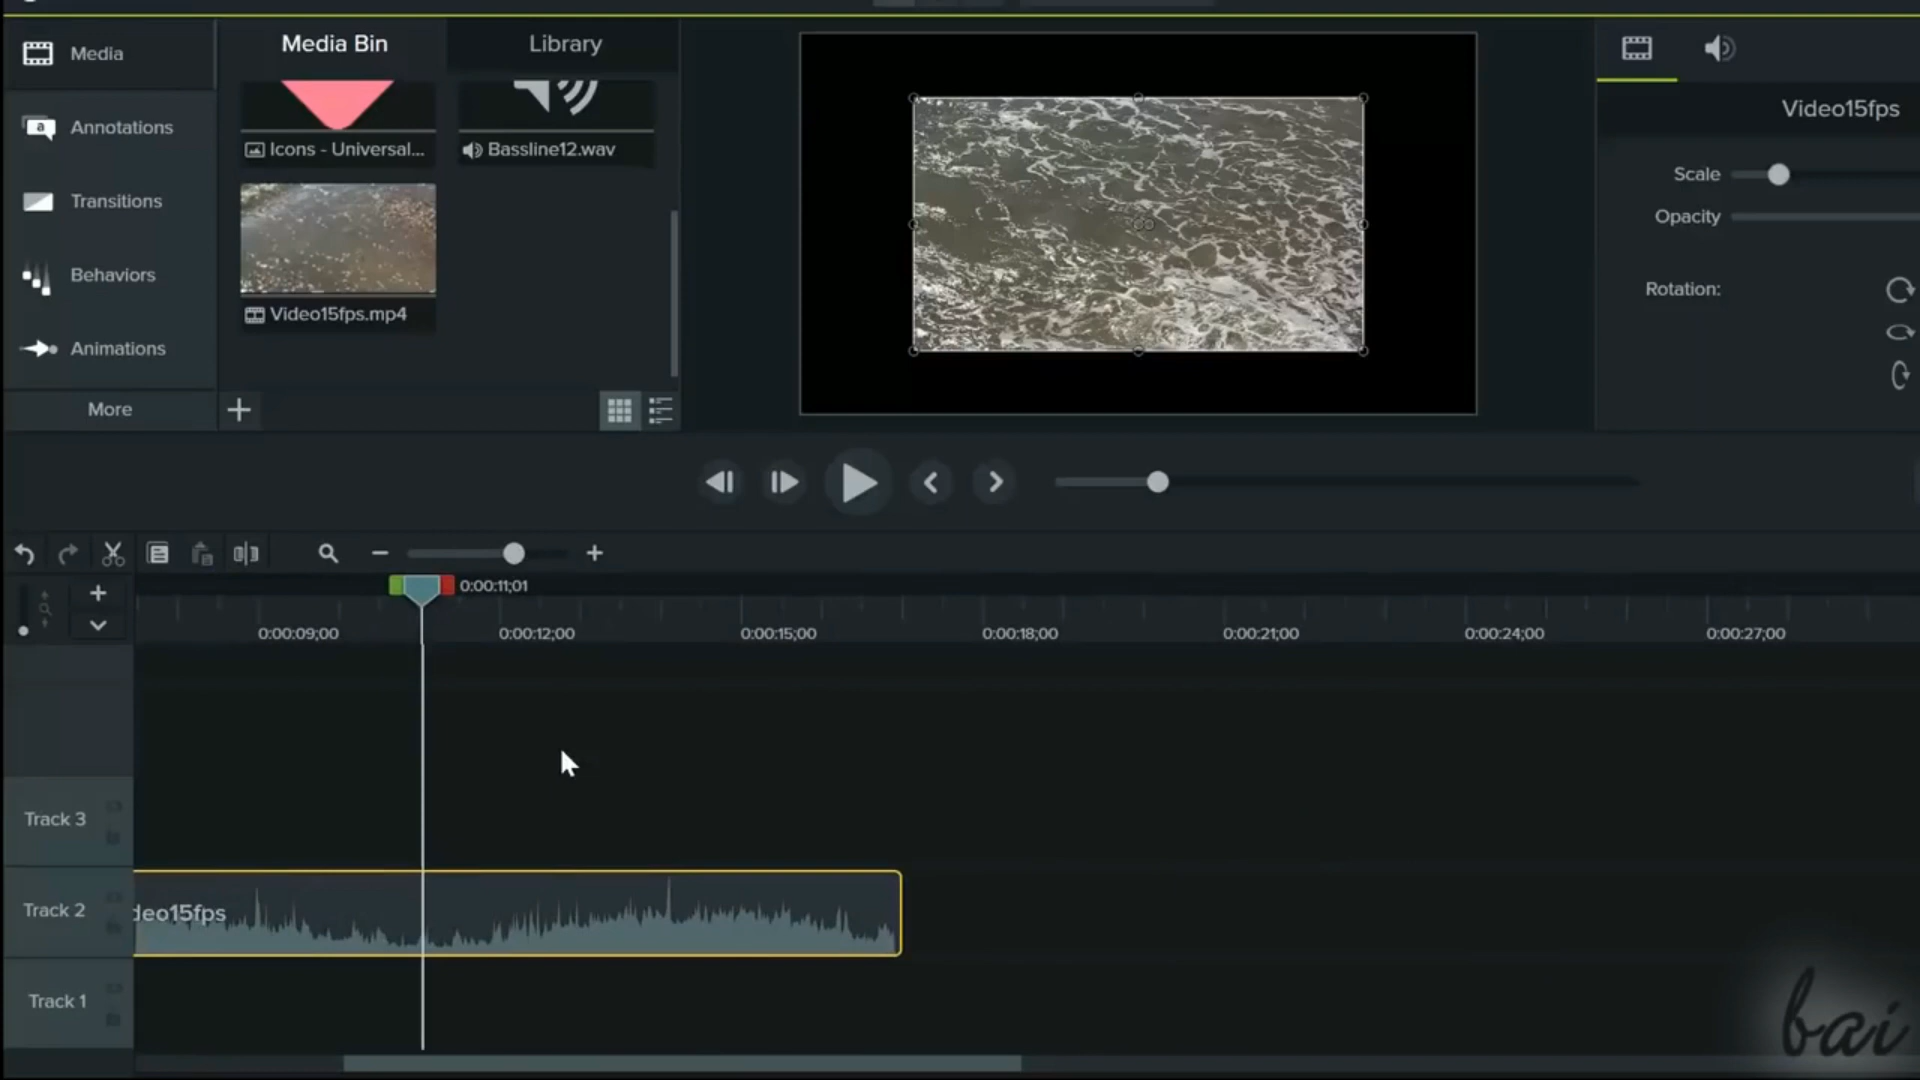 Media
Annotations
Transitions
Behaviors
Animations
More
Media Bin
Library
Icons - Universal...
Bassline12.wav
Video15fps.mp4
Video15fps
Scale
Opacity
Rotation:
0:00:11;01
0:00:09;00
0:00:12;00
0:00:15;00
0:00:18;00
0:00:21;00
0:00:24;00
0:00:27;00
Track 3
Track 2
deo15fps
Track 1
bai